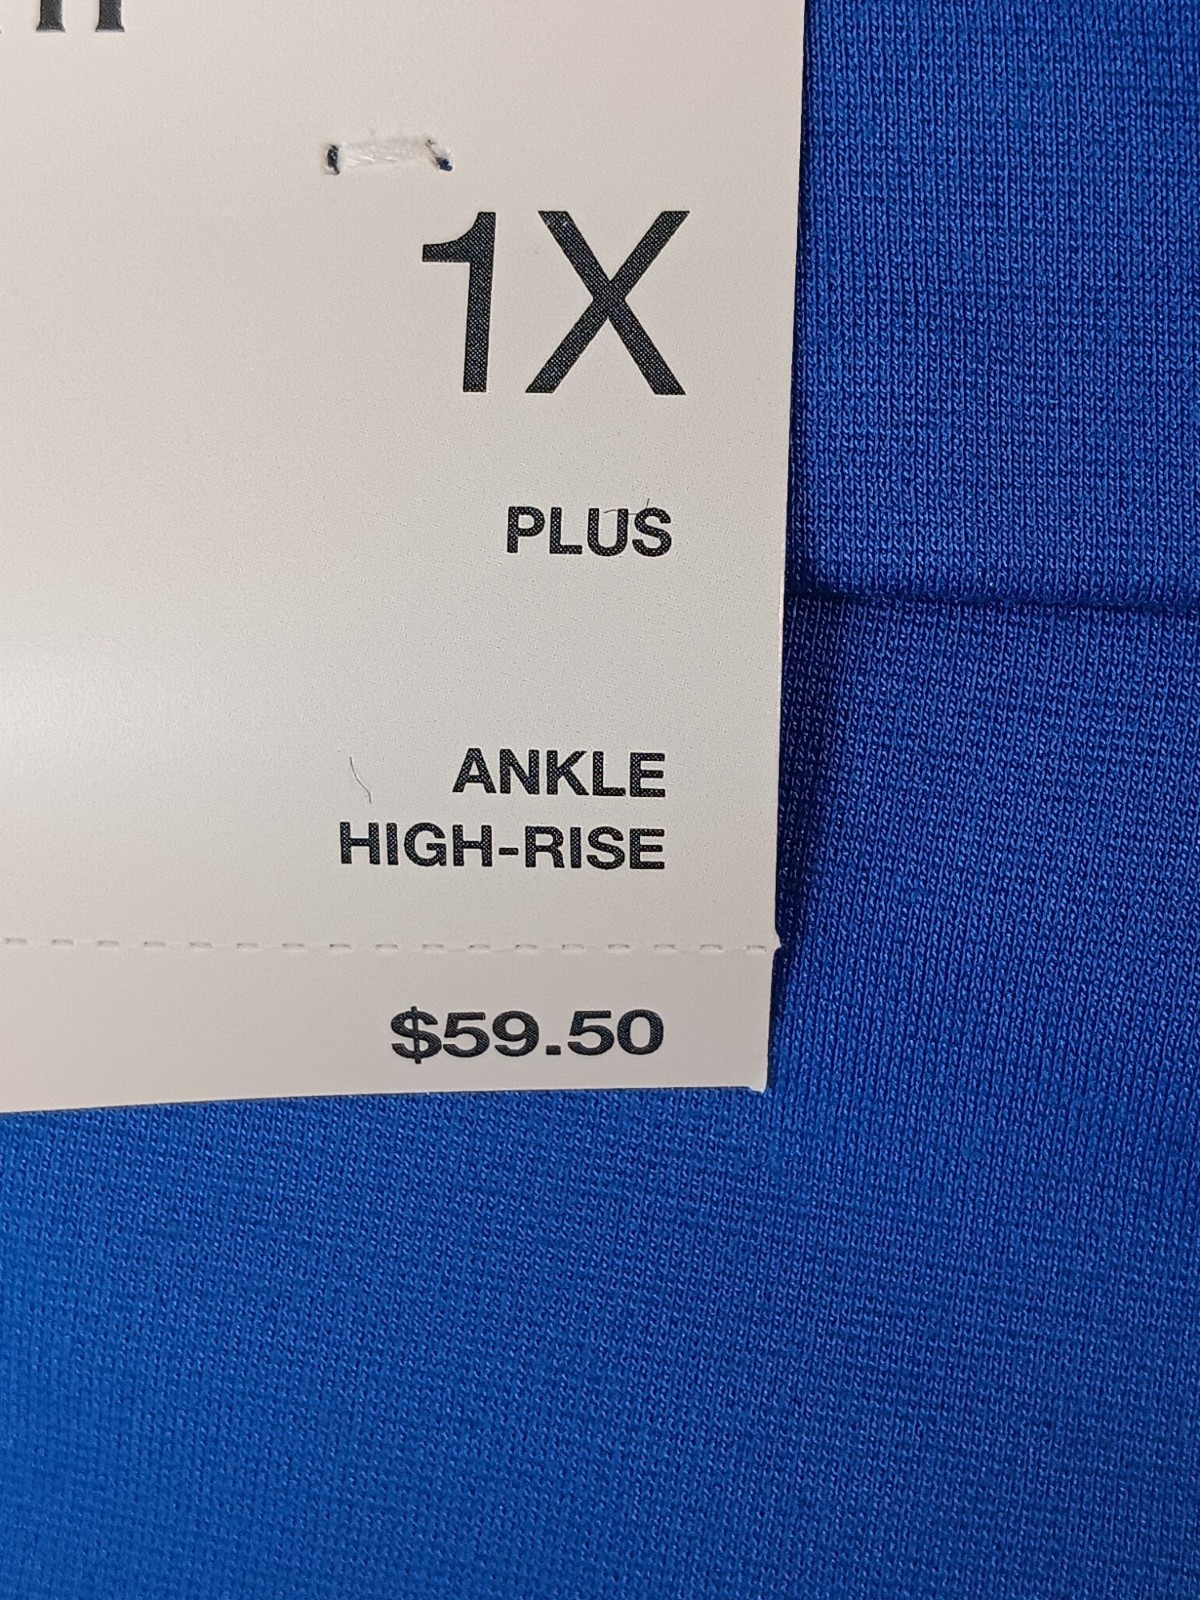 1X
PLUS
ANKLE
HIGH-RISE
$59.50